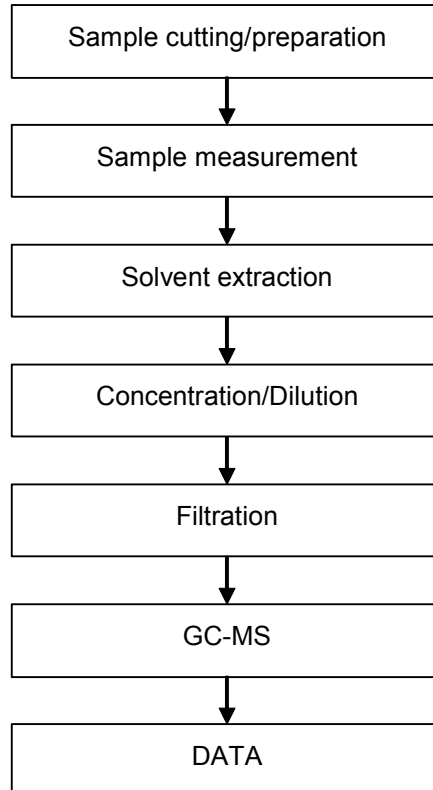 Sample cutting/preparation
Sample measurement
Solvent extraction
Concentration/Dilution
Filtration
GC-MS
DATA